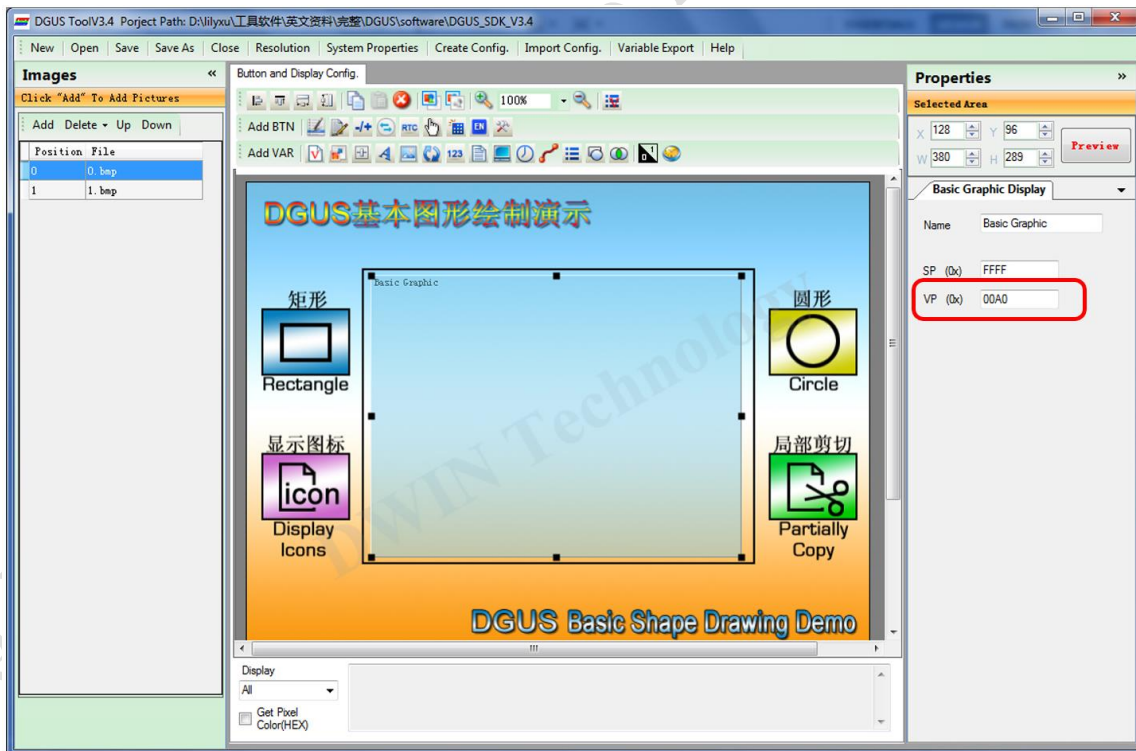 DGUS ToolV3.4 Porject Path: D:\lilyxu\工具软件\英文资料\完整\DGUS\software\DGUS_SDK_V3.4
New Open Save Save As Close Resolution System Properties Create Config. Import Config. Variable Export Help
Images «
Click "Add" To Add Pictures
Add Delete Up Down
Position File
0 0.bmp
1 1.bmp
Button and Display Config.
100%
Add BTN RTC EN
Add VAR 123
DGUS基本图形绘制演示
Basic Graphic
矩形
Rectangle
圆形
Circle
显示图标
icon
Display
Icons
局部剪切
Partially
Copy
DGUS Basic Shape Drawing Demo
DWIN Technology
Display
All
Get Pixel
Color(HEX)
Properties »
Selected Area
X 128 Y 96
W 380 H 289
Preview
Basic Graphic Display
Name Basic Graphic
SP (0x) FFFF
VP (0x) 00A0